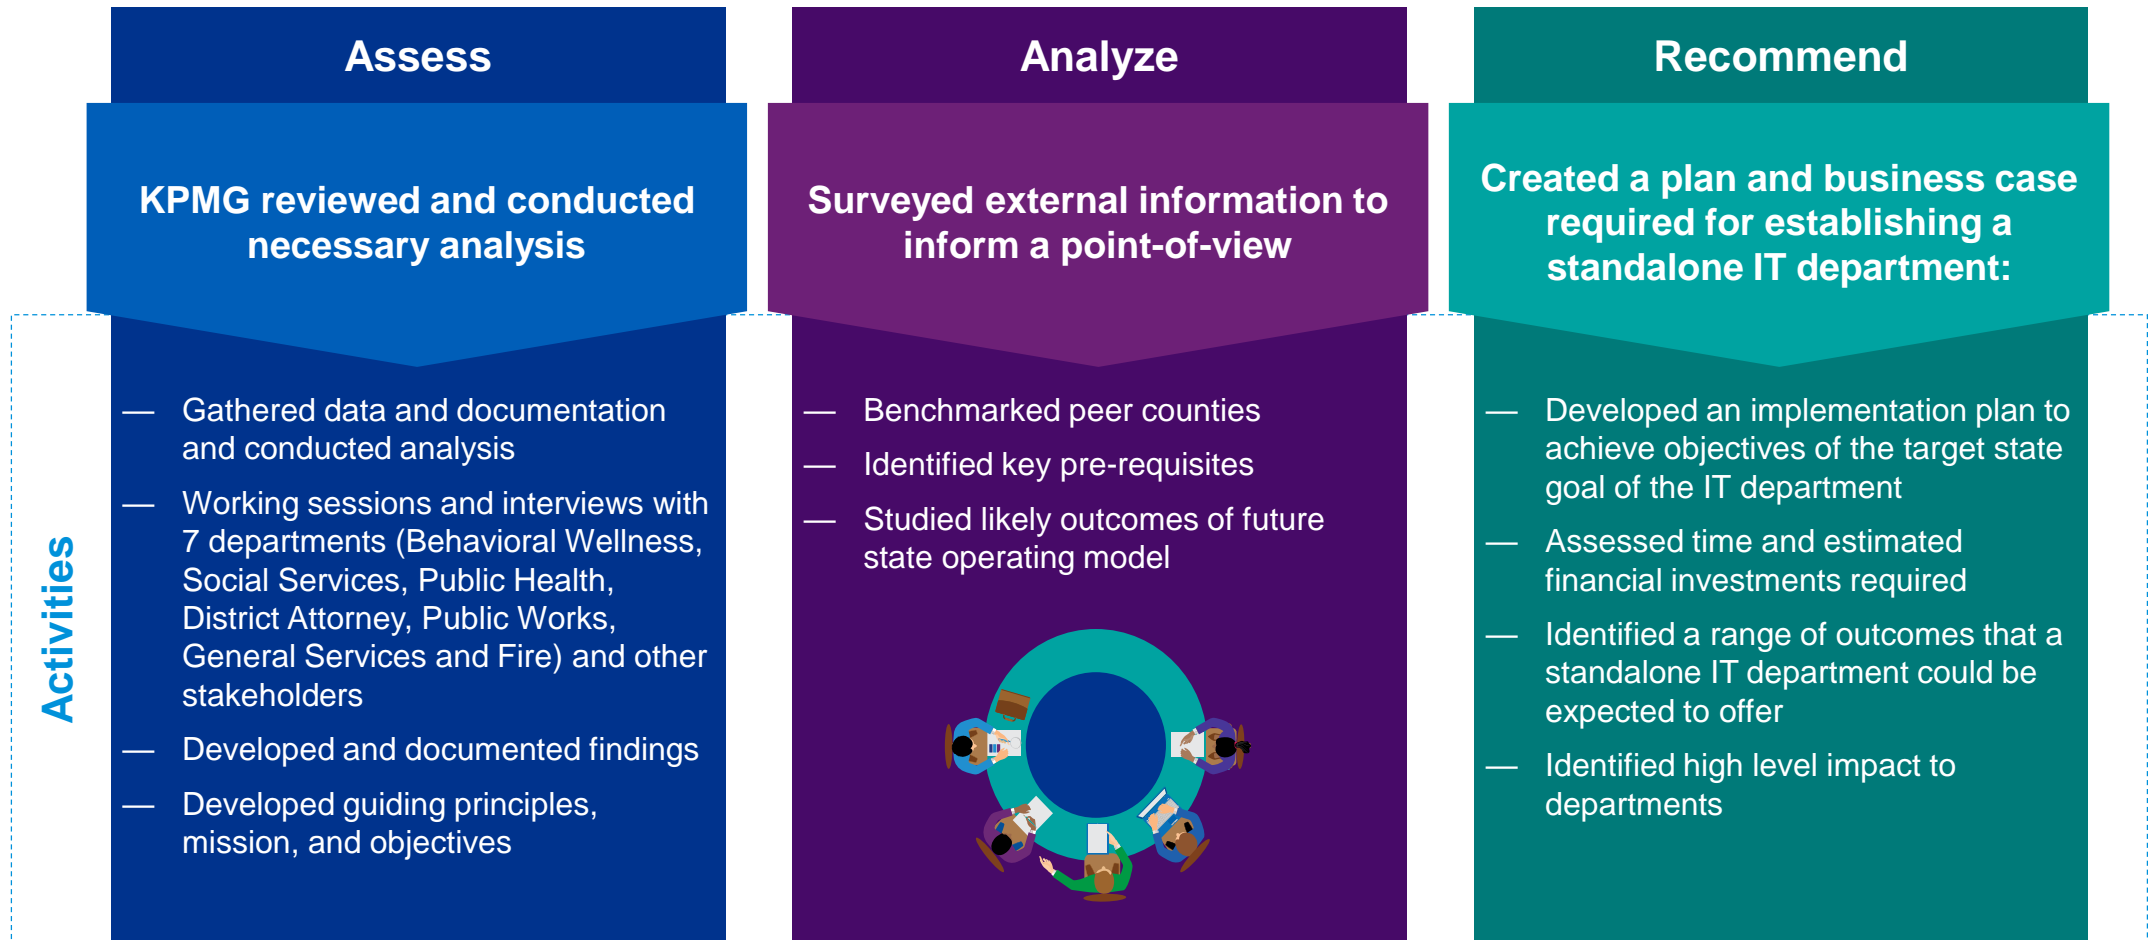 Assess
KPMG reviewed and conducted
necessary analysis
— Gathered data and documentation
and conducted analysis
— Working sessions and interviews with
7 departments (Behavioral Wellness,
Social Services, Public Health,
District Attorney, Public Works,
General Services and Fire) and other
stakeholders
— Developed and documented findings
— Developed guiding principles,
mission, and objectives
Analyze
Surveyed external information to
inform a point-of-view
— Benchmarked peer counties
— Identified key pre-requisites
— Studied likely outcomes of future
state operating model
Recommend
Created a plan and business case
required for establishing a
standalone IT department:
— Developed an implementation plan to
achieve objectives of the target state
goal of the IT department
— Assessed time and estimated
financial investments required
— Identified a range of outcomes that a
standalone IT department could be
expected to offer
— Identified high level impact to
departments
Activities